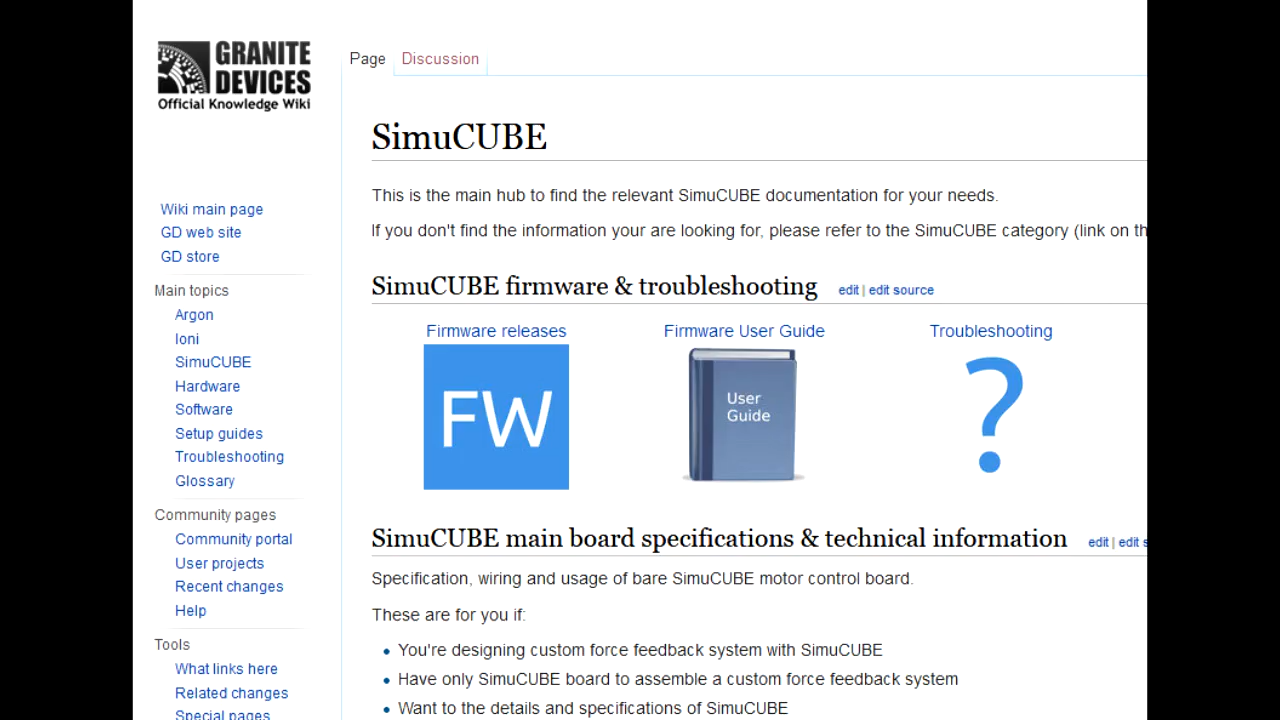 GRANITE
DEVICES
Official Knowledge Wiki
Page
Discussion
Wiki main page
GD web site
GD store
Main topics
Argon
Ioni
SimuCUBE
Hardware
Software
Setup guides
Troubleshooting
Glossary
Community pages
Community portal
User projects
Recent changes
Help
Tools
What links here
Related changes
Special pages
SimuCUBE
This is the main hub to find the relevant SimuCUBE documentation for your needs.
If you don't find the information your are looking for, please refer to the SimuCUBE category (link on th
SimuCUBE firmware & troubleshooting edit | edit source
Firmware releases
FW
Firmware User Guide
User
Guide
Troubleshooting
?
SimuCUBE main board specifications & technical information edit | edit s
Specification, wiring and usage of bare SimuCUBE motor control board.
These are for you if:
You're designing custom force feedback system with SimuCUBE
Have only SimuCUBE board to assemble a custom force feedback system
Want to the details and specifications of SimuCUBE